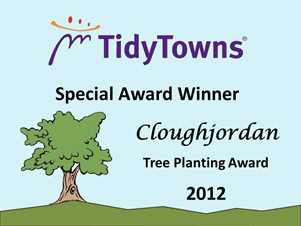 TidyTowns®
Special Award Winner
Cloughjordan
Tree Planting Award
2012